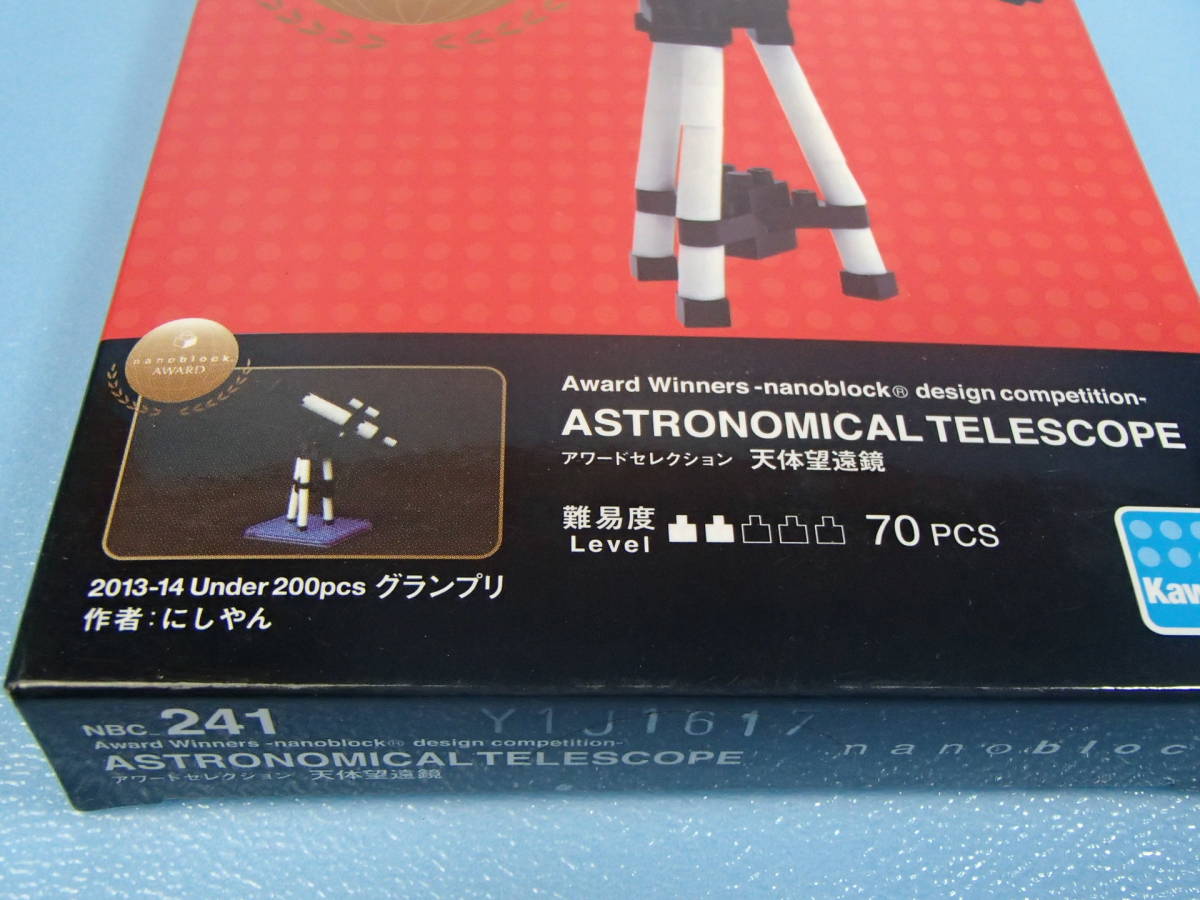 nanoblock®
AWARD
Award Winners -nanoblock® design competition-
ASTRONOMICAL TELESCOPE
アワードセレクション 天体望遠鏡
難易度
Level
70 PCS
2013-14 Under 200pcs グランプリ
作者：にしやん
NBC_241
Y1J1617
Award Winners -nanoblock® design competition-
ASTRONOMICAL TELESCOPE
アワードセレクション 天体望遠鏡